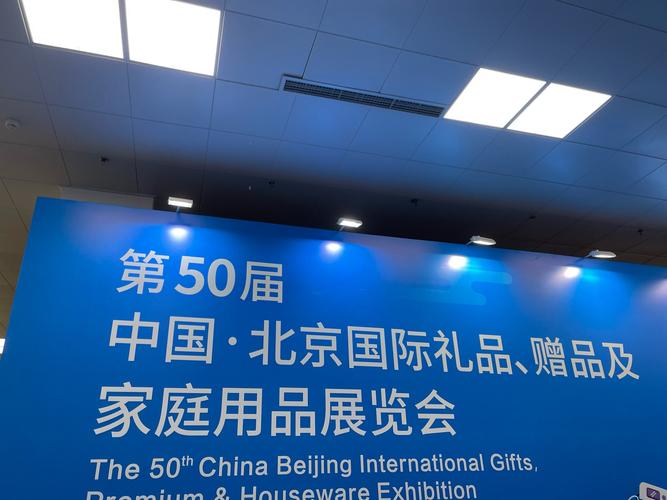 第50届
中国·北京国际礼品、赠品及
家庭用品展览会
The 50th China Beijing International Gifts,
Premium & Houseware Exhibition